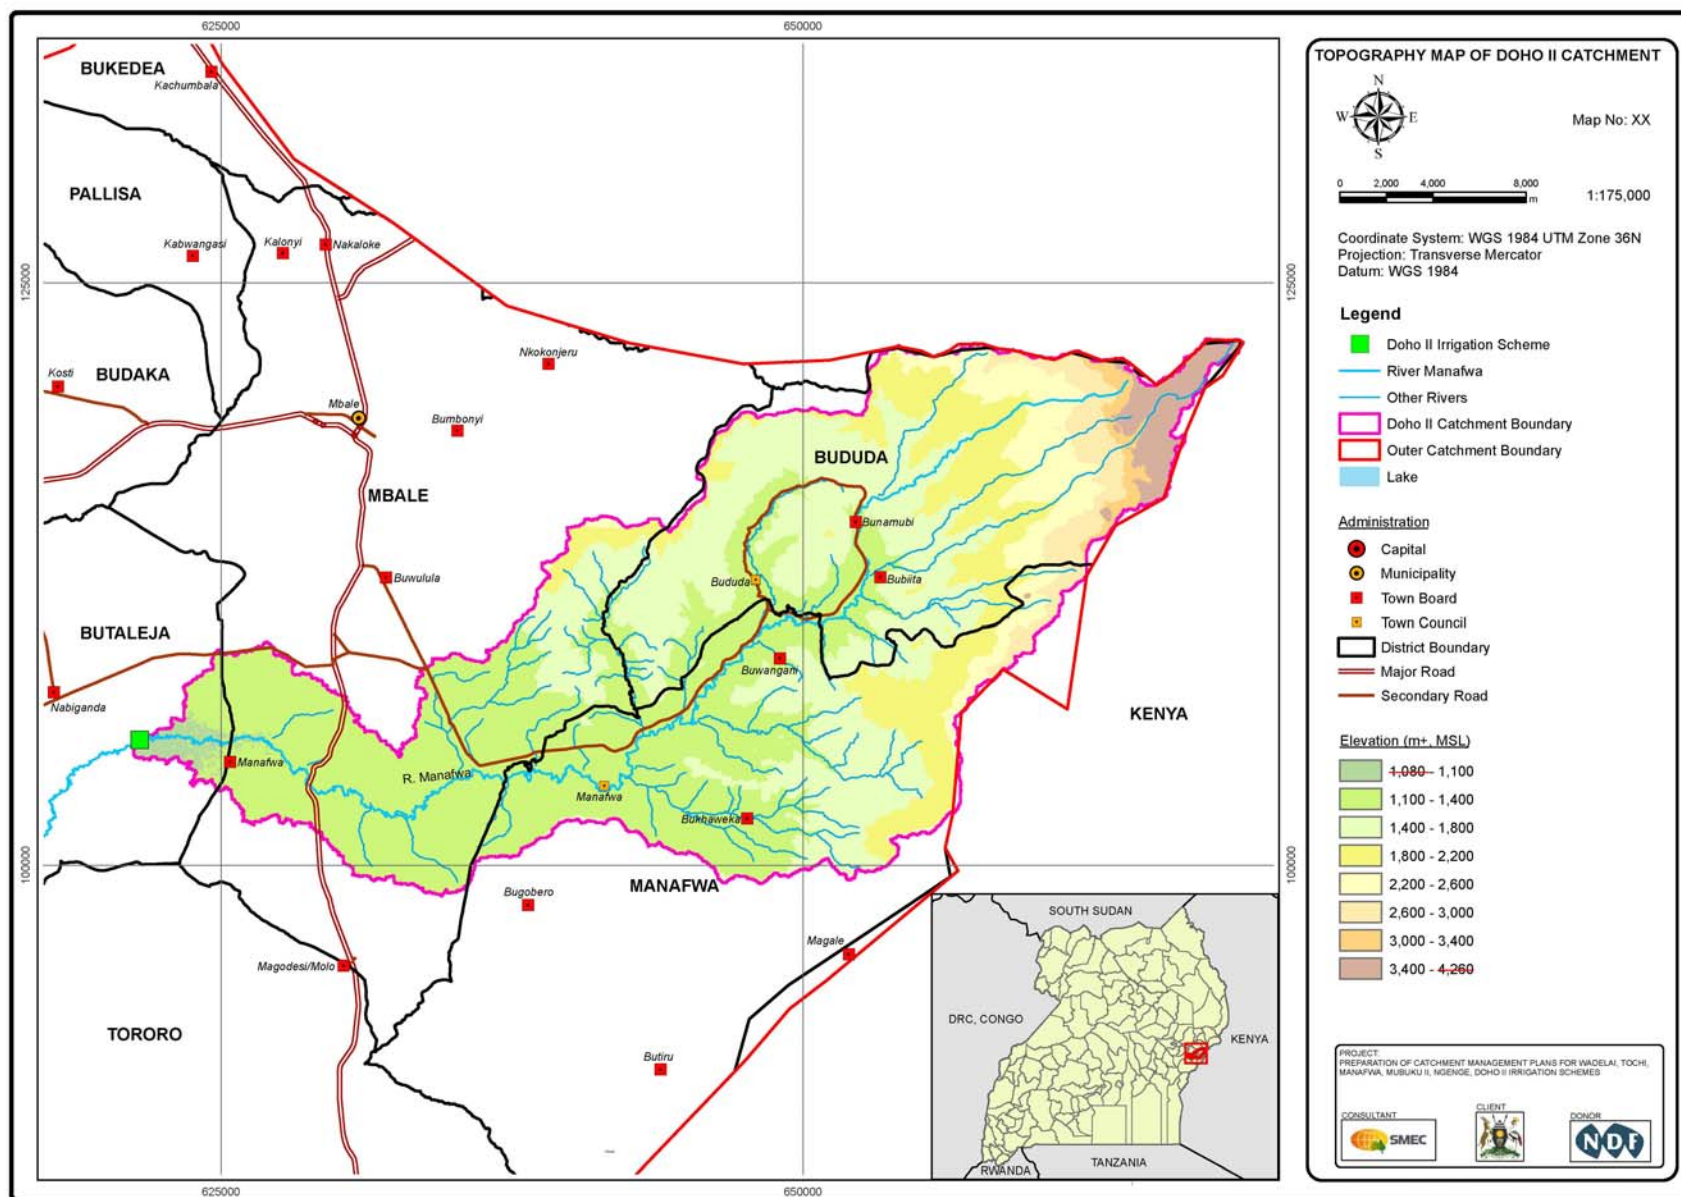 625000
650000
BUKEDEA
Kachumbala
PALLISA
Kabwangasi
Kalonyi
Nakaloke
125000
125000
Nkokonjeru
Kosti
BUDAKA
Mbale
Bumbonyi
BUDUDA
MBALE
Bunamubi
Buwulula
Bududa
Bubiita
BUTALEJA
Buwangani
Nabiganda
KENYA
Manafwa
R. Manafwa
Manafwa
Bukhaweka
100000
100000
MANAFWA
Bugobero
Magale
Magodesi/Molo
TORORO
Butiru
625000
650000
SOUTH SUDAN
DRC, CONGO
KENYA
TANZANIA
RWANDA
TOPOGRAPHY MAP OF DOHO II CATCHMENT
N
W E
S
Map No: XX
0 2,000 4,000 8,000
m
1:175,000
Coordinate System: WGS 1984 UTM Zone 36N
Projection: Transverse Mercator
Datum: WGS 1984
Legend
Doho II Irrigation Scheme
River Manafwa
Other Rivers
Doho II Catchment Boundary
Outer Catchment Boundary
Lake
Administration
Capital
Municipality
Town Board
Town Council
District Boundary
Major Road
Secondary Road
Elevation (m+, MSL)
1,080 - 1,100
1,100 - 1,400
1,400 - 1,800
1,800 - 2,200
2,200 - 2,600
2,600 - 3,000
3,000 - 3,400
3,400 - 4,260
PROJECT:
PREPARATION OF CATCHMENT MANAGEMENT PLANS FOR WADELAI, TOCHI,
MANAFWA, MUBUKU II, NGENGE, DOHO II IRRIGATION SCHEMES
CONSULTANT
SMEC
CLIENT
DONOR
NDF